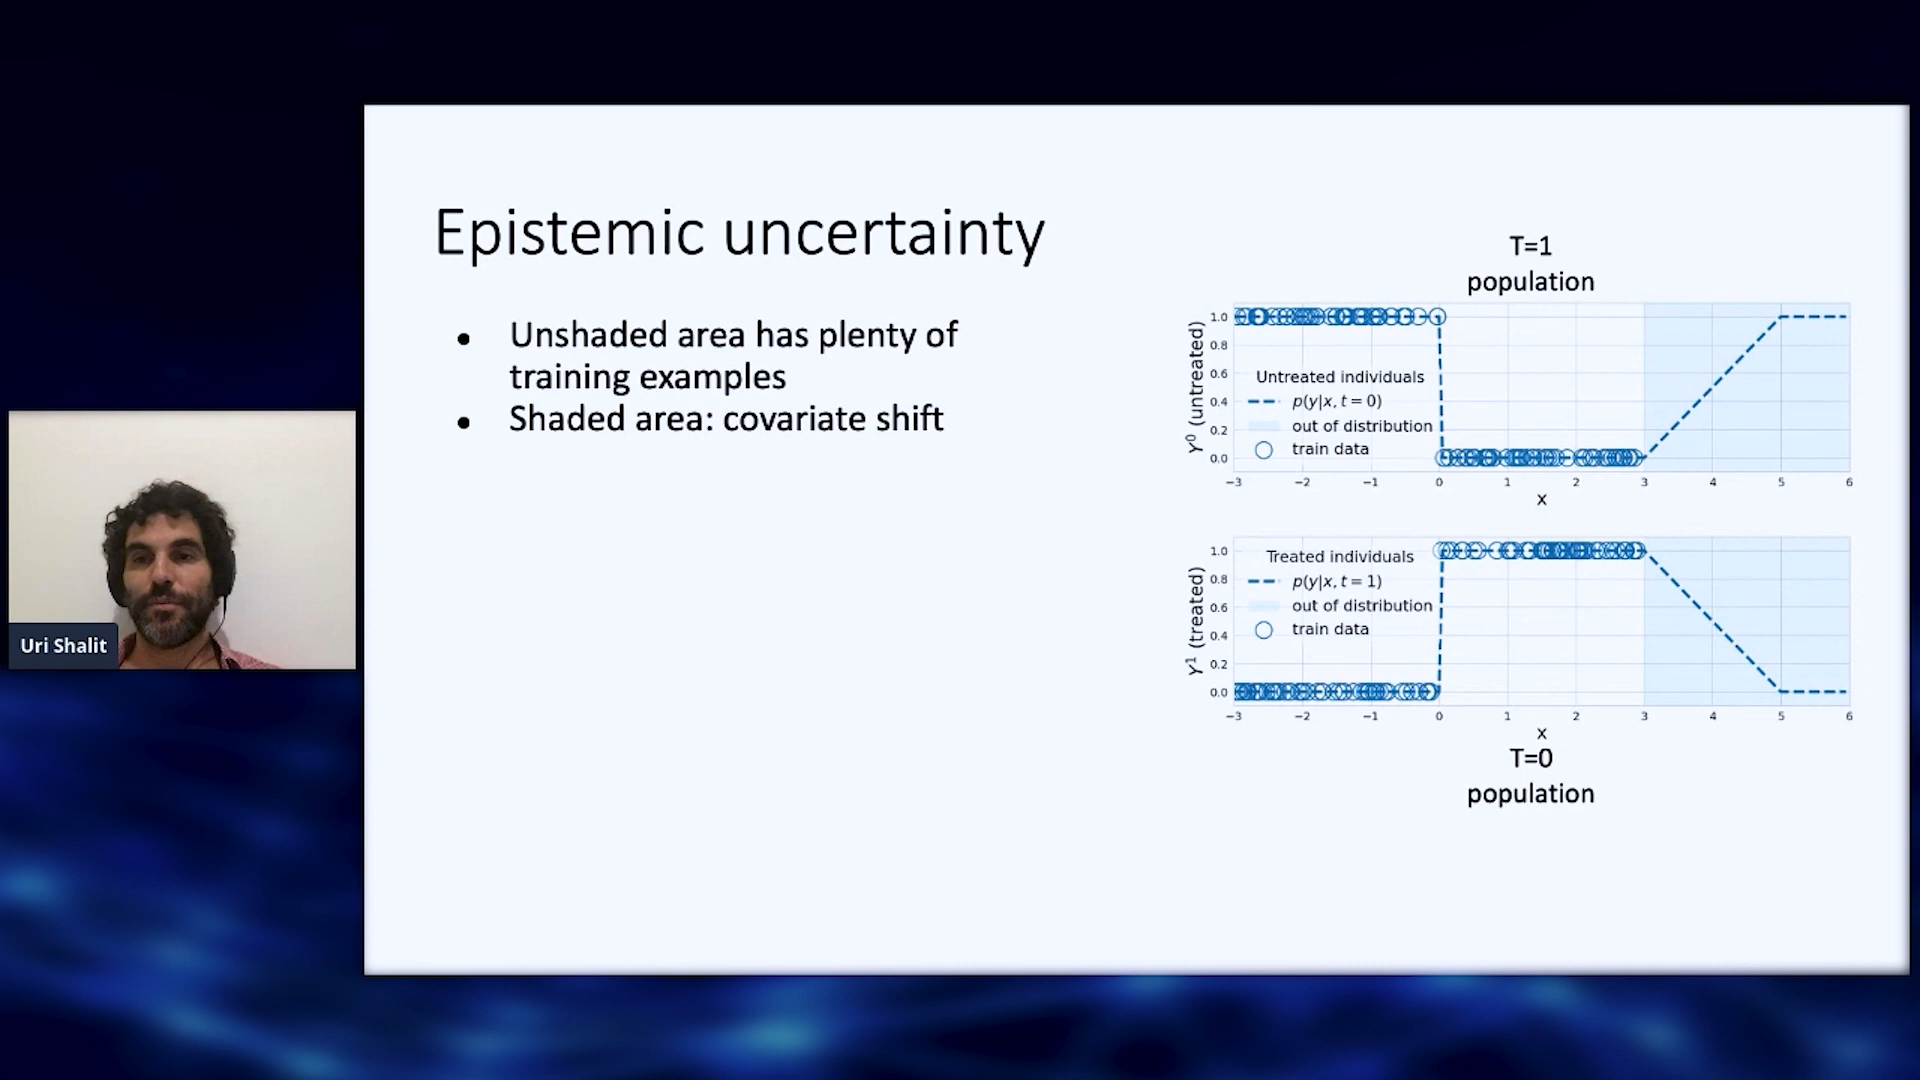 Epistemic uncertainty
● Unshaded area has plenty of
training examples
● Shaded area: covariate shift
T=1
population
Y⁰ (untreated)
1.0
0.8
0.6
0.4
0.2
0.0
Untreated individuals
p(y|x, t = 0)
out of distribution
train data
−3 −2 −1 0 1 2 3 4 5 6
x
Y¹ (treated)
1.0
0.8
0.6
0.4
0.2
0.0
Treated individuals
p(y|x, t = 1)
out of distribution
train data
−3 −2 −1 0 1 2 3 4 5 6
x
T=0
population
Uri Shalit